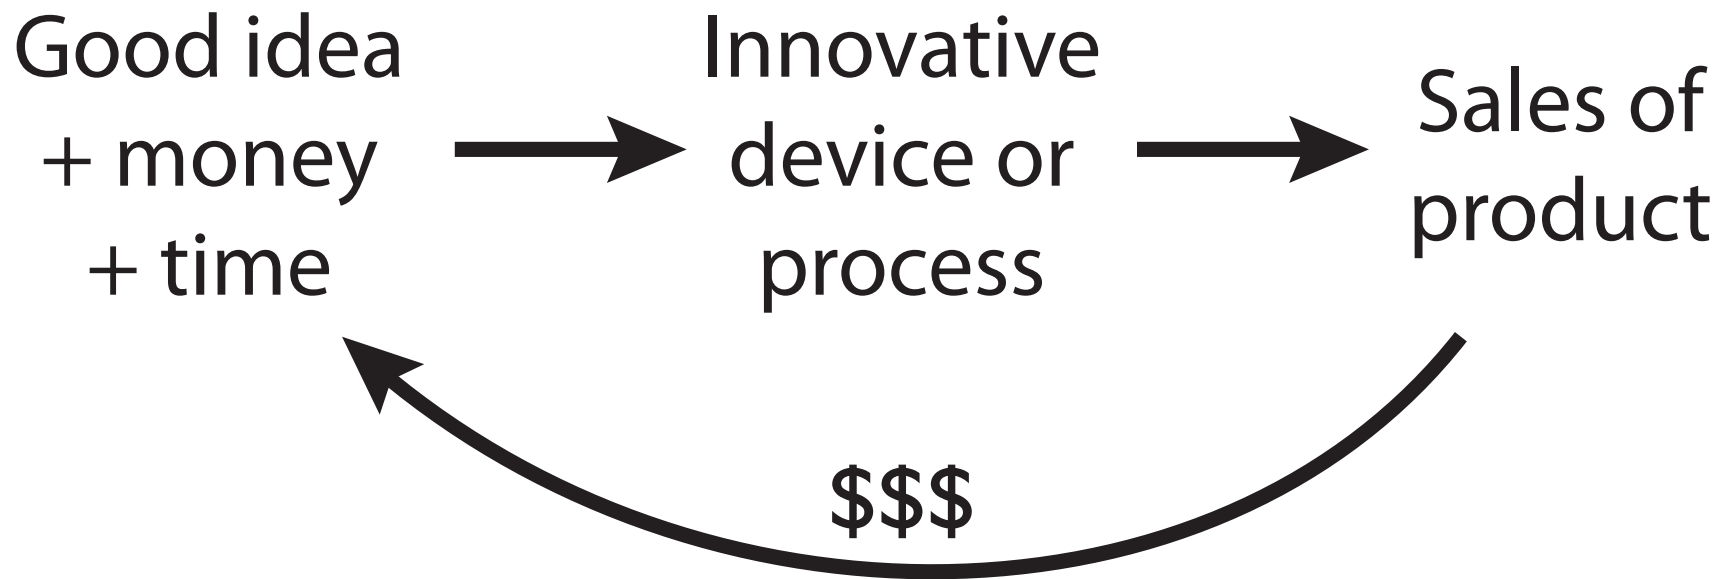 Good idea
+ money
+ time
Innovative
device or
process
Sales of
product
$$$